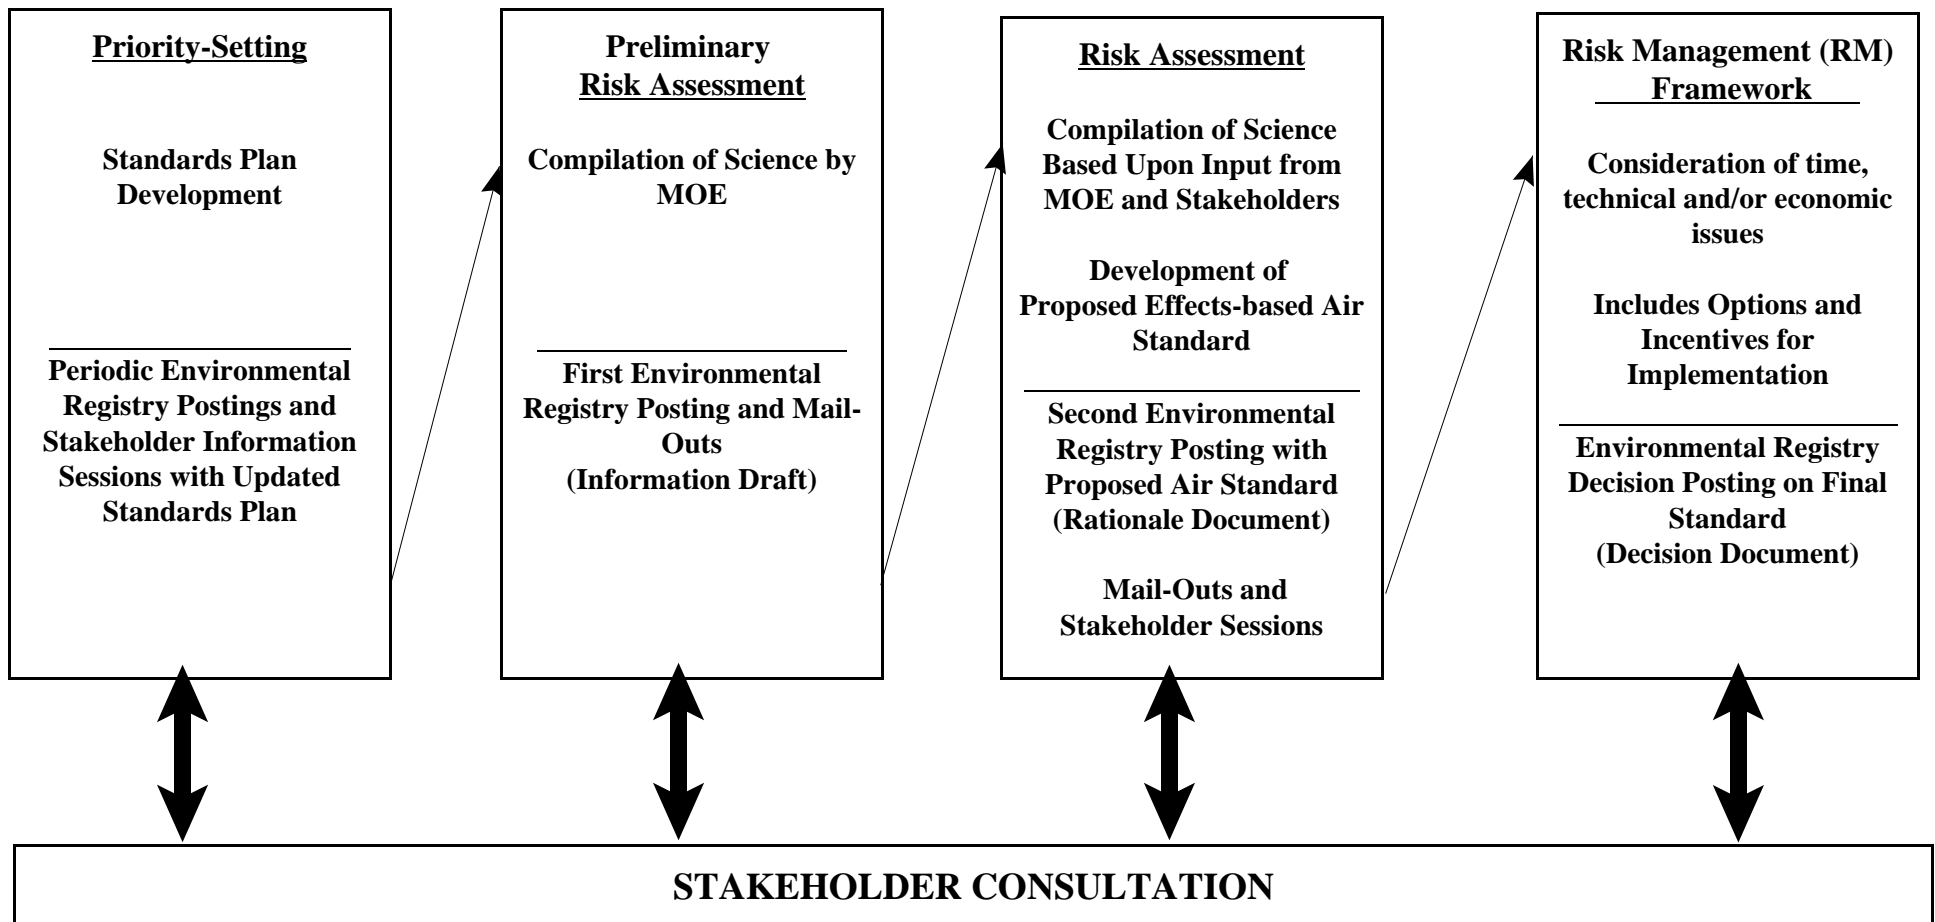 Priority-Setting
Standards Plan
Development
Periodic Environmental
Registry Postings and
Stakeholder Information
Sessions with Updated
Standards Plan
Preliminary
Risk Assessment
Compilation of Science by
MOE
First Environmental
Registry Posting and Mail-
Outs
(Information Draft)
Risk Assessment
Compilation of Science
Based Upon Input from
MOE and Stakeholders
Development of
Proposed Effects-based Air
Standard
Second Environmental
Registry Posting with
Proposed Air Standard
(Rationale Document)
Mail-Outs and
Stakeholder Sessions
Risk Management (RM)
Framework
Consideration of time,
technical and/or economic
issues
Includes Options and
Incentives for
Implementation
Environmental Registry
Decision Posting on Final
Standard
(Decision Document)
STAKEHOLDER CONSULTATION